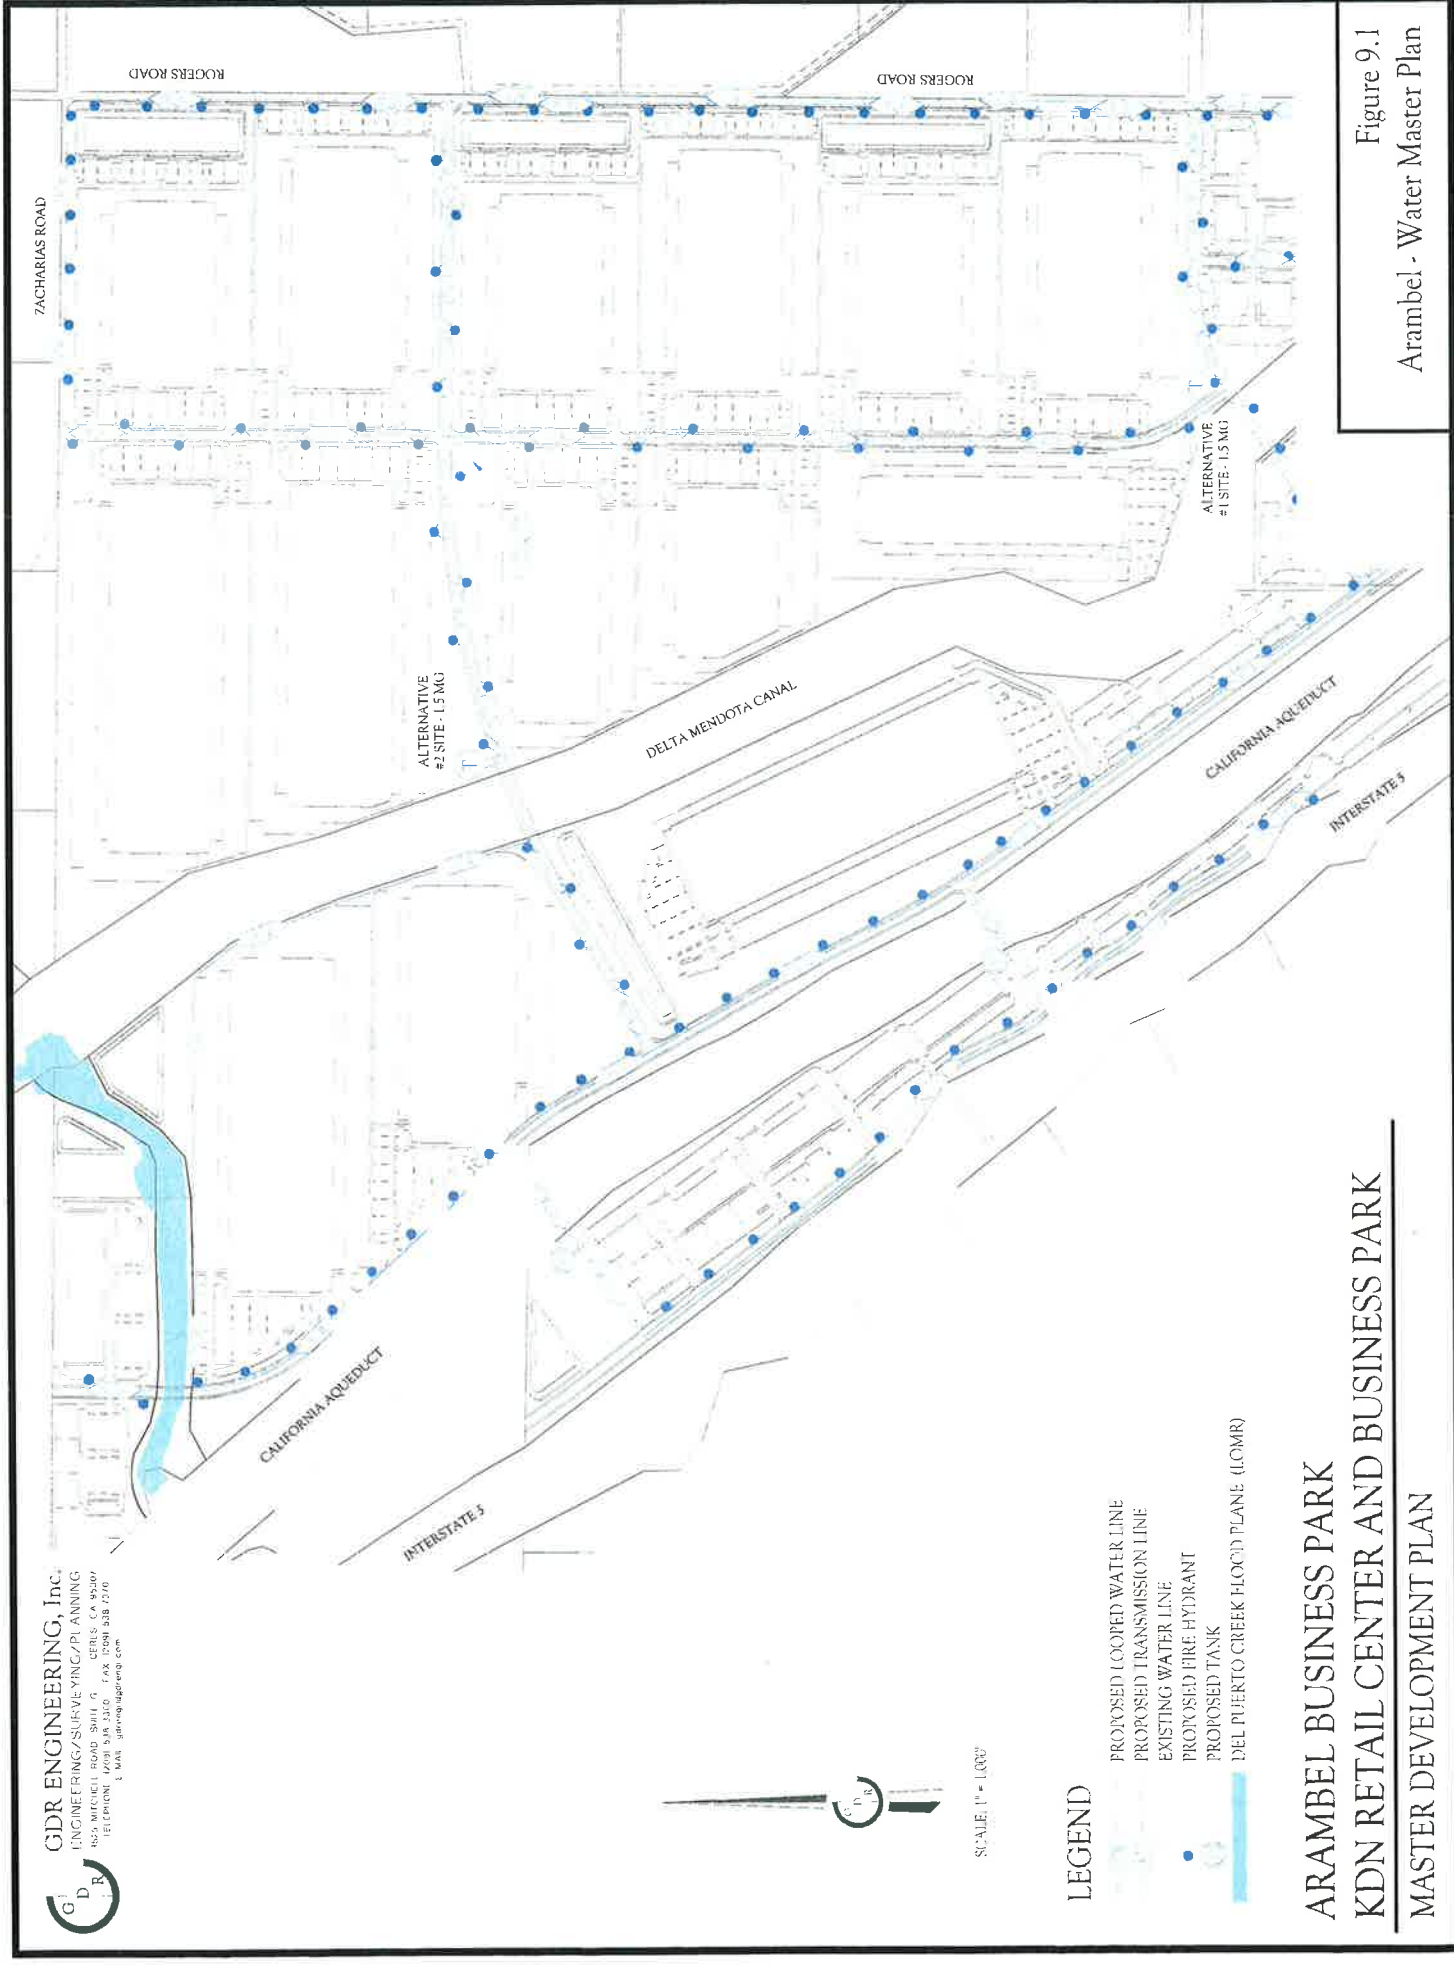 GDR ENGINEERING, Inc.
ENGINEERING/SURVEYING/PLANNING
G
D
R
ZACHARIAS ROAD
ROGERS ROAD
ROGERS ROAD
ALTERNATIVE
#2 SITE - 1.5 MG
ALTERNATIVE
#1 SITE - 1.5 MG
DELTA MENDOTA CANAL
CALIFORNIA AQUEDUCT
INTERSTATE 5
CALIFORNIA AQUEDUCT
INTERSTATE 5
T
T
G
D
R
SCALE: 1" = 1,000'
LEGEND
PROPOSED LOOPED WATER LINE
PROPOSED TRANSMISSION LINE
EXISTING WATER LINE
PROPOSED FIRE HYDRANT
PROPOSED TANK
DEL PUERTO CREEK FLOOD PLANE (LOMR)
ARAMBEL BUSINESS PARK
KDN RETAIL CENTER AND BUSINESS PARK
MASTER DEVELOPMENT PLAN
Figure 9.1
Arambel - Water Master Plan